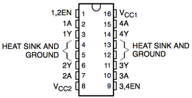 1,2EN 1 16 VCC1
1A 2 15 4A
1Y 3 14 4Y
HEAT SINK AND GROUND 4 13 HEAT SINK AND GROUND
5 12
2Y 6 11 3Y
2A 7 10 3A
VCC2 8 9 3,4EN